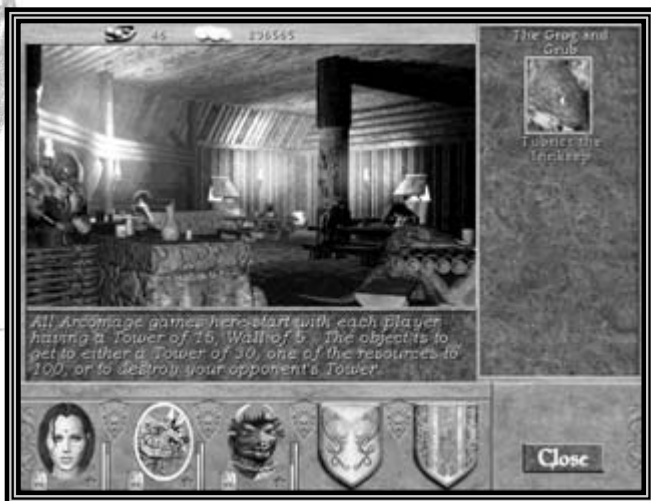 46 236565
The Grog and
Grub
the
Innkeep
All Arcomage games here start with each player
having a Tower of 15, Wall of 5. The object is to
get to either a Tower of 30, one of the resources to
100, or to destroy your opponent's Tower.
Close